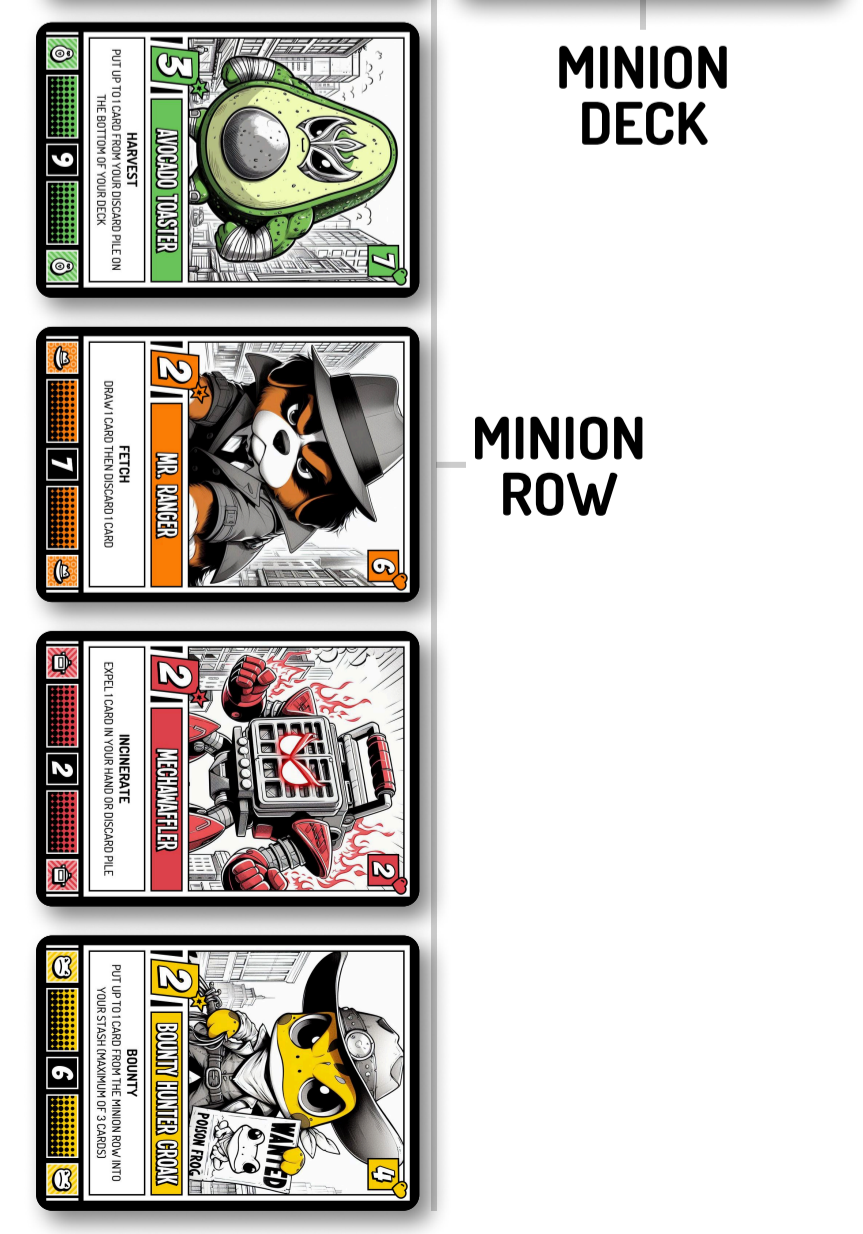 MINION
DECK
3
AVOCADO TOASTER
7
HARVEST
PUT UP TO 1 CARD FROM YOUR DISCARD PILE ON
THE BOTTOM OF YOUR DECK
9
MINION
ROW
2
MR. RANGER
6
FETCH
DRAW 1 CARD THEN DISCARD 1 CARD
7
2
MECHAWAFFLER
2
INCINERATE
EXPEL 1 CARD IN YOUR HAND OR DISCARD PILE
2
2
BOUNTY HUNTER CROAK
4
WANTED
POISON FROG
BOUNTY
PUT UP TO 1 CARD FROM THE MINION ROW INTO
YOUR STASH (MAXIMUM OF 3 CARDS)
6